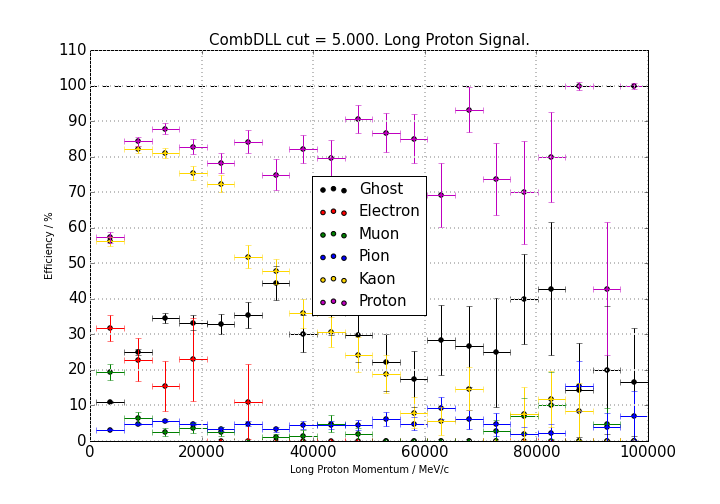 CombDLL cut = 5.000. Long Proton Signal.
110
100
90
80
70
60
50
40
30
20
10
0
Efficiency / %
Ghost
Electron
Muon
Pion
Kaon
Proton
0 20000 40000 60000 80000 100000
Long Proton Momentum / MeV/c